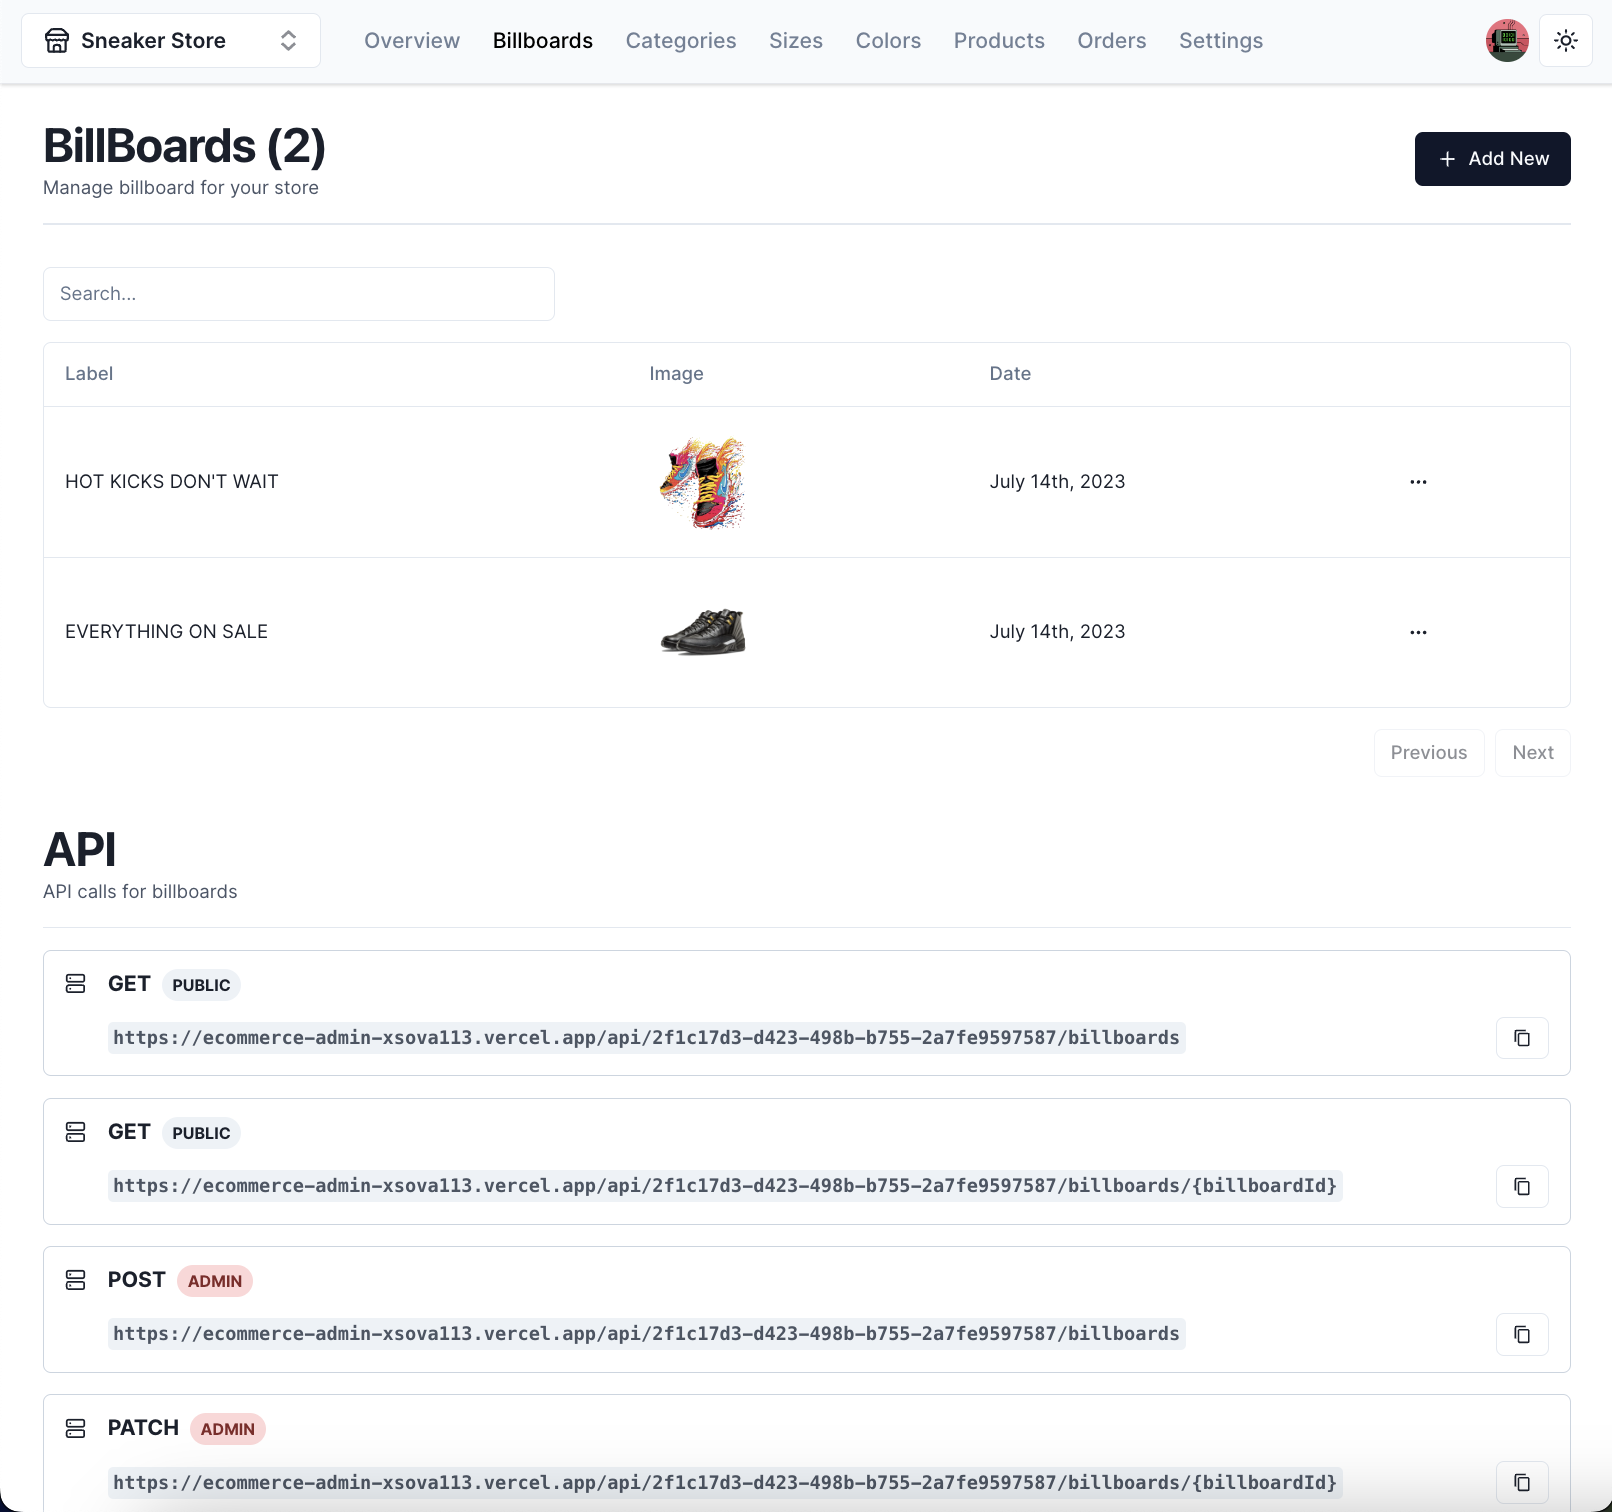 Sneaker Store
Overview
Billboards
Categories
Sizes
Colors
Products
Orders
Settings
BillBoards (2)
Manage billboard for your store
+ Add New
Search...
Label Image Date
HOT KICKS DON'T WAIT July 14th, 2023 ...
EVERYTHING ON SALE July 14th, 2023 ...
Previous Next
API
API calls for billboards
GET PUBLIC
https://ecommerce-admin-xsova113.vercel.app/api/2f1c17d3-d423-498b-b755-2a7fe9597587/billboards
GET PUBLIC
https://ecommerce-admin-xsova113.vercel.app/api/2f1c17d3-d423-498b-b755-2a7fe9597587/billboards/{billboardId}
POST ADMIN
https://ecommerce-admin-xsova113.vercel.app/api/2f1c17d3-d423-498b-b755-2a7fe9597587/billboards
PATCH ADMIN
https://ecommerce-admin-xsova113.vercel.app/api/2f1c17d3-d423-498b-b755-2a7fe9597587/billboards/{billboardId}